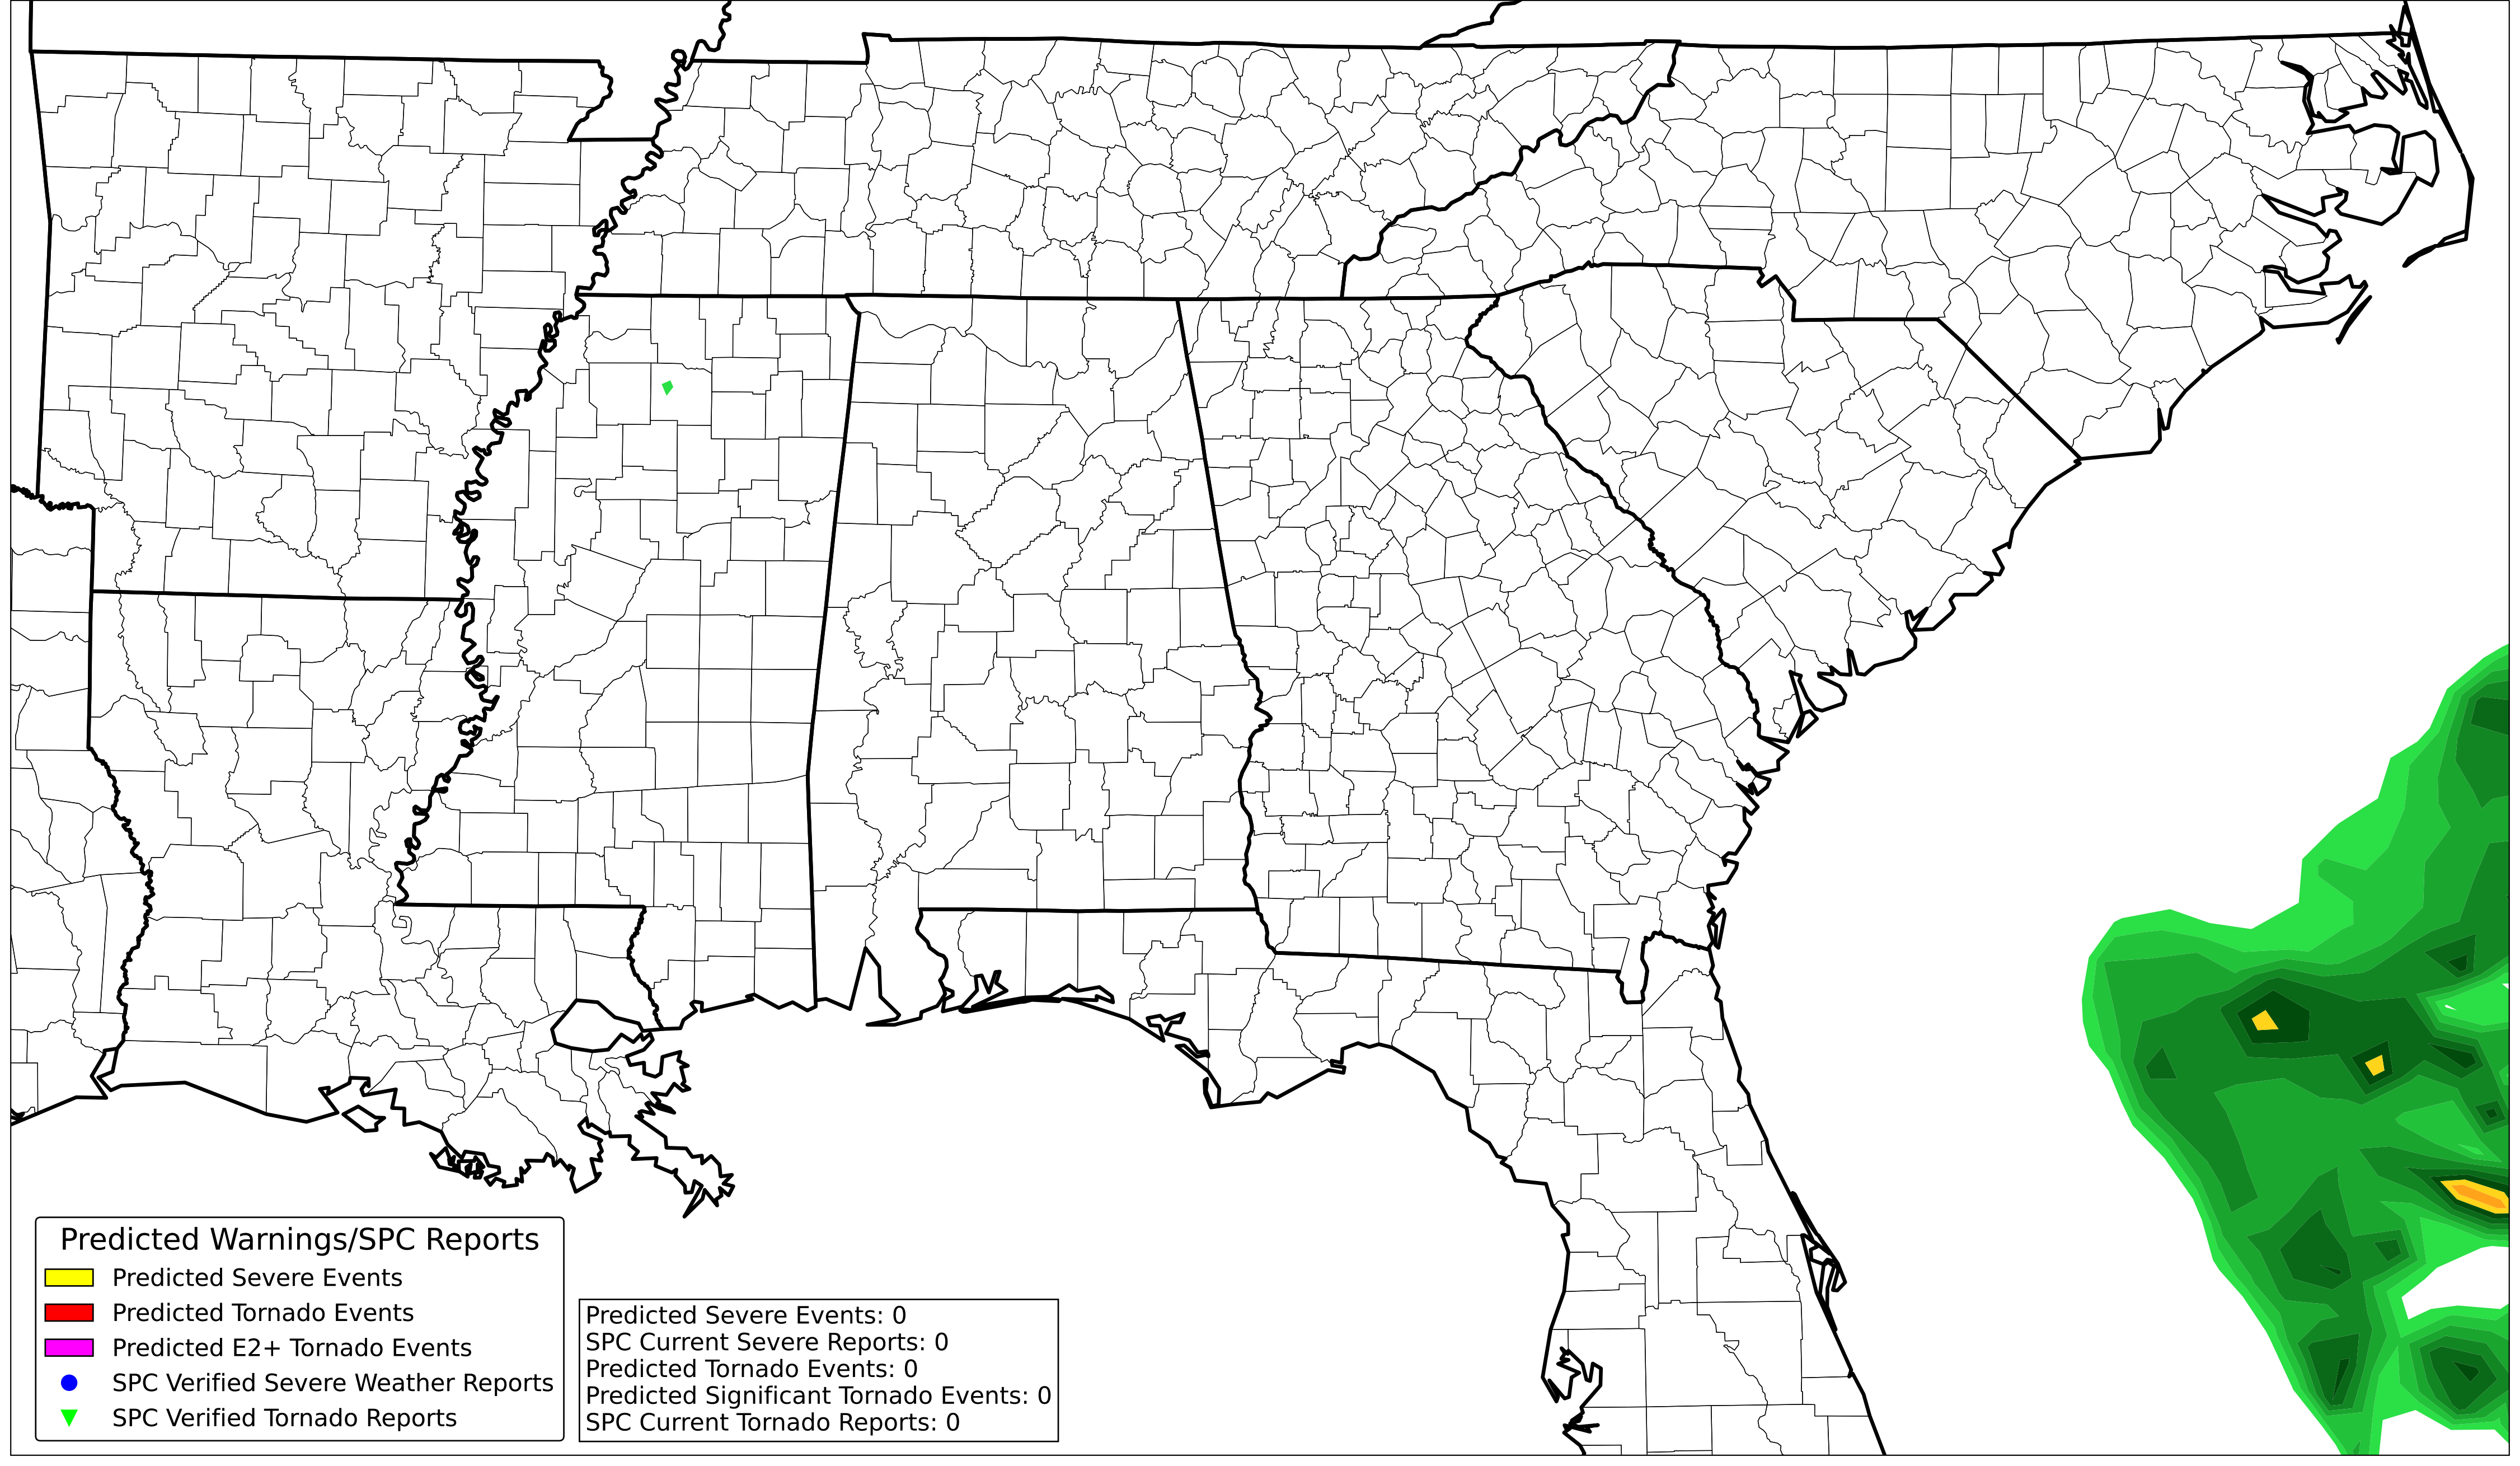 Predicted Warnings/SPC Reports
Predicted Severe Events
Predicted Tornado Events
Predicted E2+ Tornado Events
SPC Verified Severe Weather Reports
SPC Verified Tornado Reports
Predicted Severe Events: 0
SPC Current Severe Reports: 0
Predicted Tornado Events: 0
Predicted Significant Tornado Events: 0
SPC Current Tornado Reports: 0